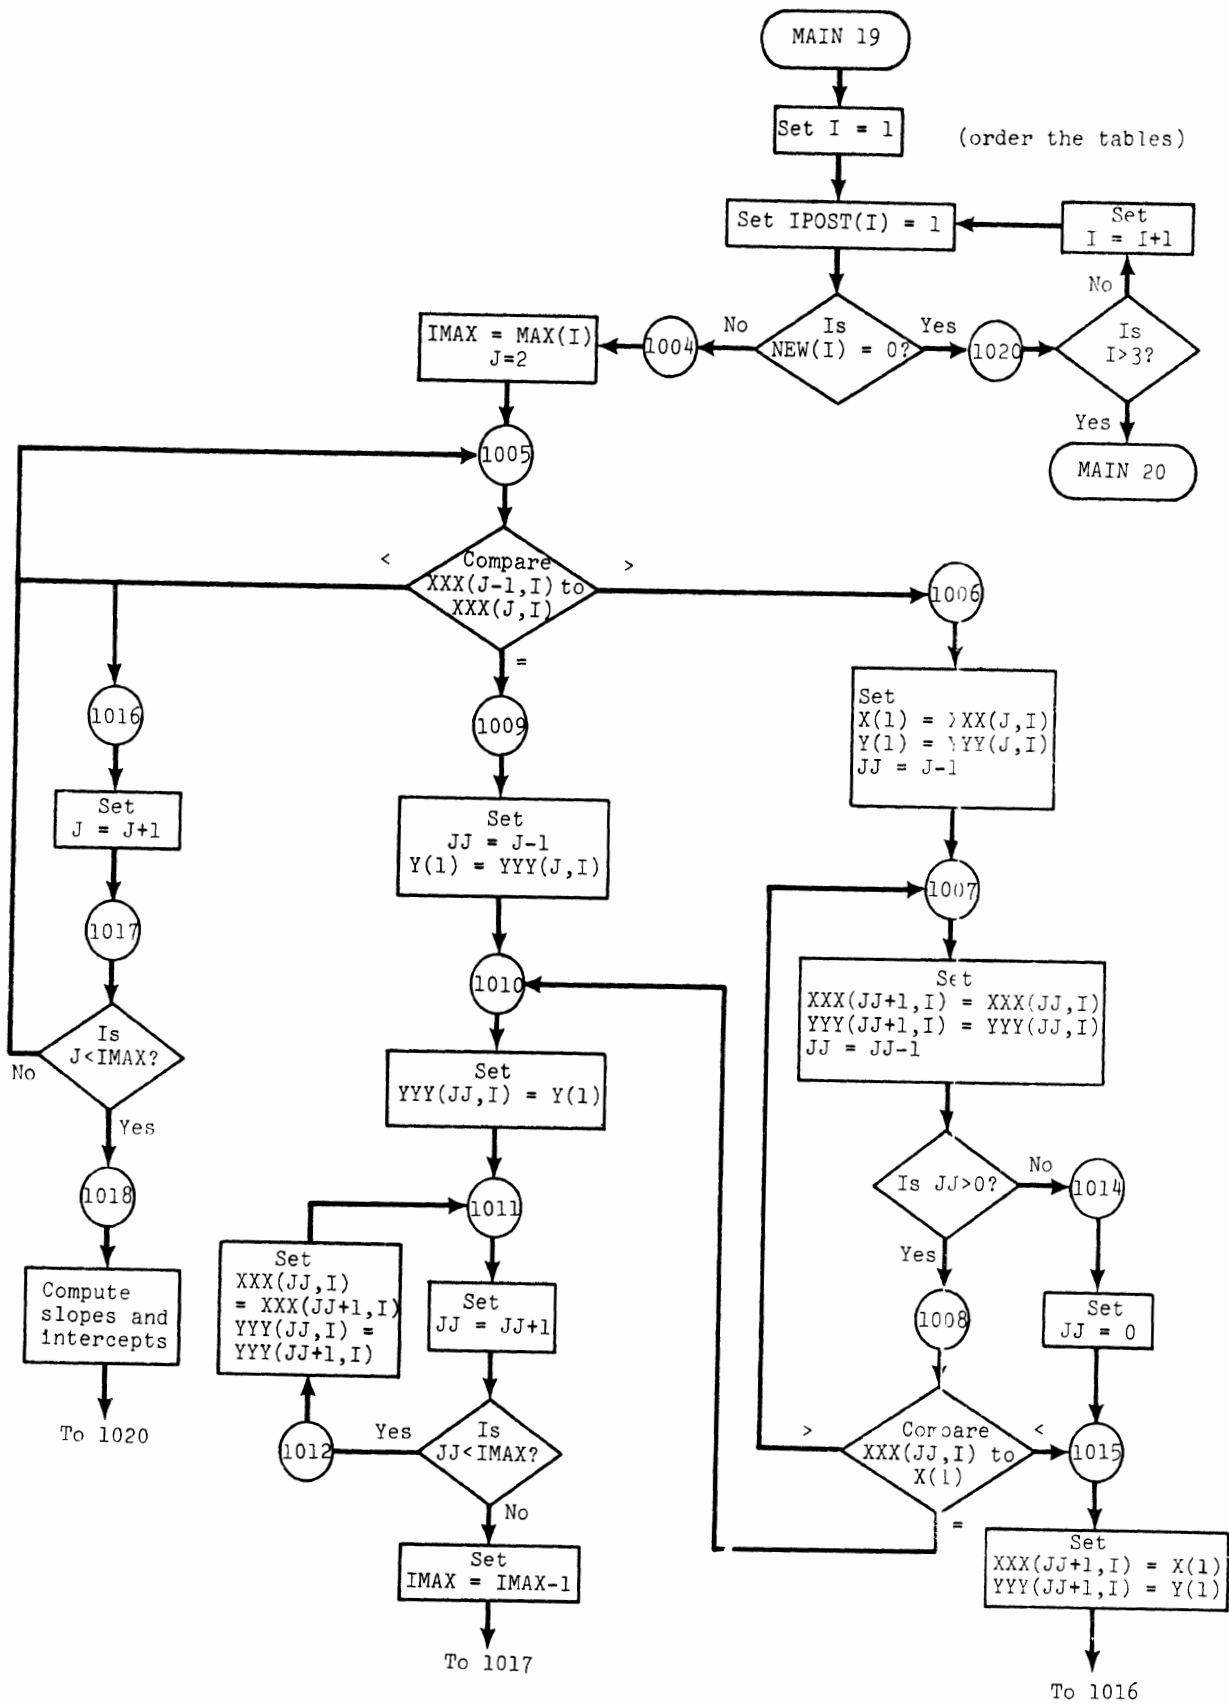 MAIN 19
Set I = 1
(order the tables)
Set IPOST(I) = 1
Set
I = I+1
No
IMAX = MAX(I)
J=2
1004
No
Is
NEW(I) = 0?
Yes
1020
Is
I>3?
Yes
MAIN 20
1005
<
Compare
XXX(J-1,I) to
XXX(J,I)
>
=
1006
1016
1009
Set
X(1) = XXX(J,I)
Y(1) = YYY(J,I)
JJ = J-1
Set
J = J+1
Set
JJ = J-1
Y(1) = YYY(J,I)
1017
1007
1010
Set
XXX(JJ+1,I) = XXX(JJ,I)
YYY(JJ+1,I) = YYY(JJ,I)
JJ = JJ-1
Is
J<IMAX?
No
Yes
Set
YYY(JJ,I) = Y(1)
Is JJ>0?
No
1014
Yes
1018
1011
Set
XXX(JJ,I)
= XXX(JJ+1,I)
YYY(JJ,I) =
YYY(JJ+1,I)
Set
JJ = JJ+1
1008
Set
JJ = 0
Compute
slopes and
intercepts
To 1020
1012
Yes
Is
JJ<IMAX?
No
>
Compare
XXX(JJ,I) to
X(1)
<
=
1015
Set
IMAX = IMAX-1
Set
XXX(JJ+1,I) = X(1)
YYY(JJ+1,I) = Y(1)
To 1017
To 1016